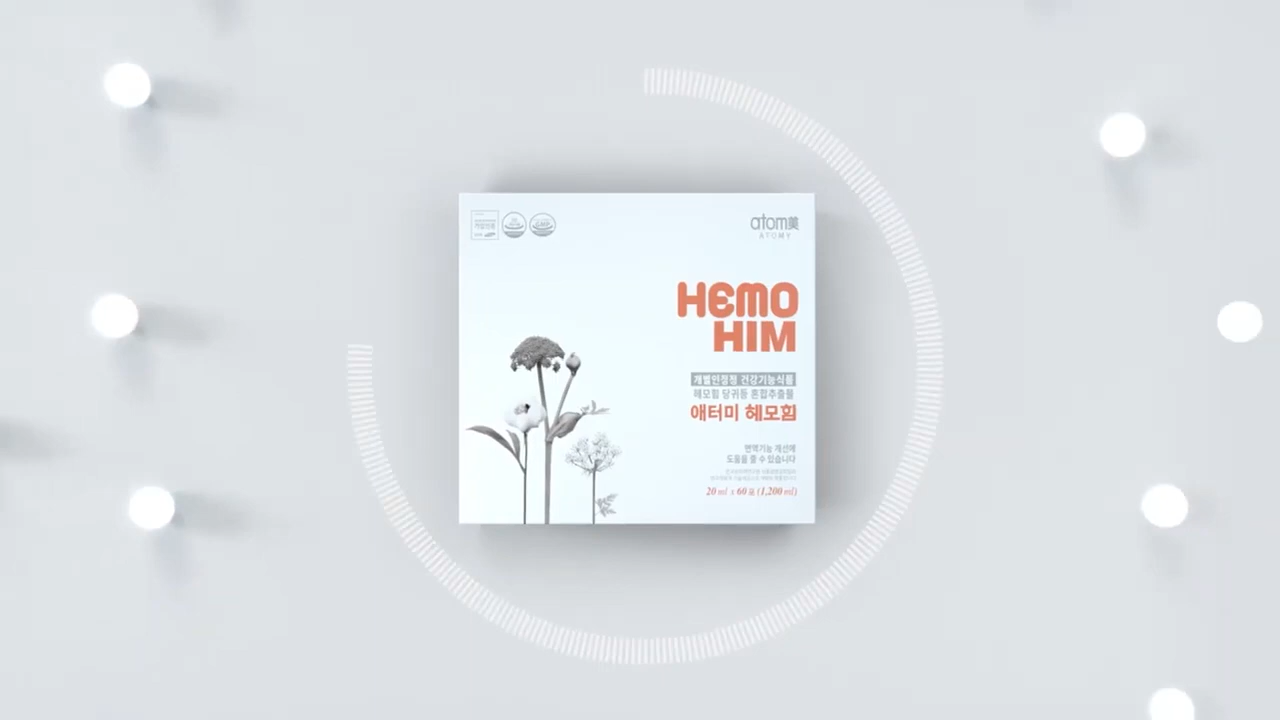 GMP
atom美
ATOMY
HEMO
HIM
개별인정형 건강기능식품
헤모힘 당귀등 혼합추출물
애터미 헤모힘
면역기능 개선에
도움을 줄 수 있습니다
20 ml x 60 포 (1,200 ml)